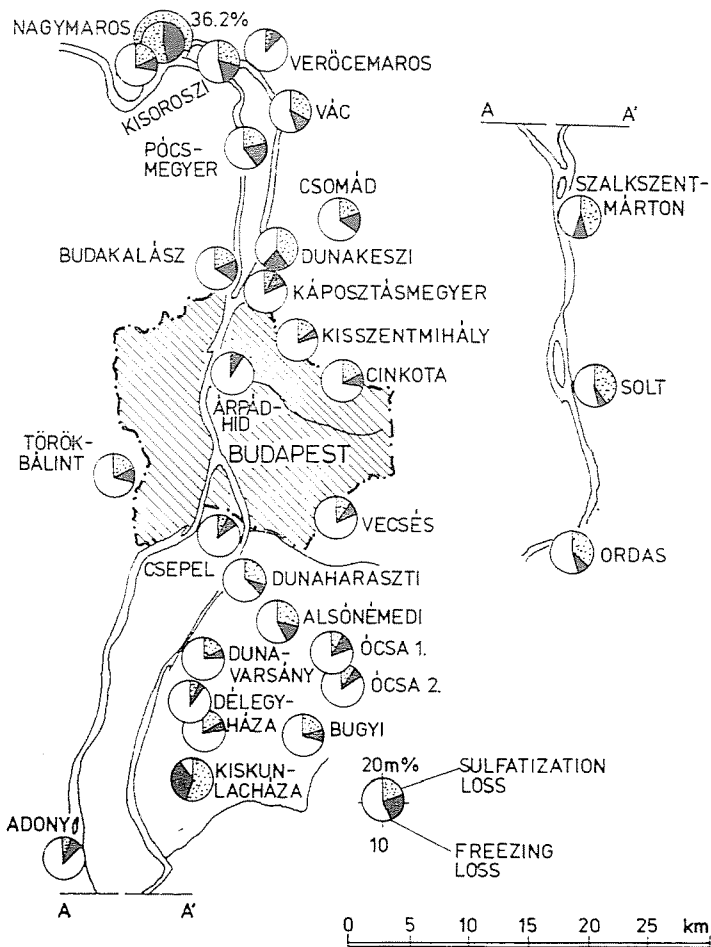 NAGYMAROS
36.2%
VERŐCEMAROS
KISOROSZI
VÁC
PÓCS-
MEGYER
CSOMÁD
BUDAKALÁSZ
DUNAKESZI
KÁPOSZTÁSMEGYER
KISSZENTMIHÁLY
CINKOTA
ÁRPÁD-
HÍD
BUDAPEST
TÖRÖK-
BÁLINT
VECSÉS
CSEPEL
DUNAHARASZTI
ALSÓNÉMEDI
DUNA-
VARSÁNY
ÓCSA 1.
ÓCSA 2.
DÉLEGY-
HÁZA
BUGYI
KISKUN-
LACHÁZA
ADONY
A
A'
A
A'
SZALKSZENT-
MÁRTON
SOLT
ORDAS
20m%
SULFATIZATION
LOSS
10
FREEZING
LOSS
0 5 10 15 20 25 km